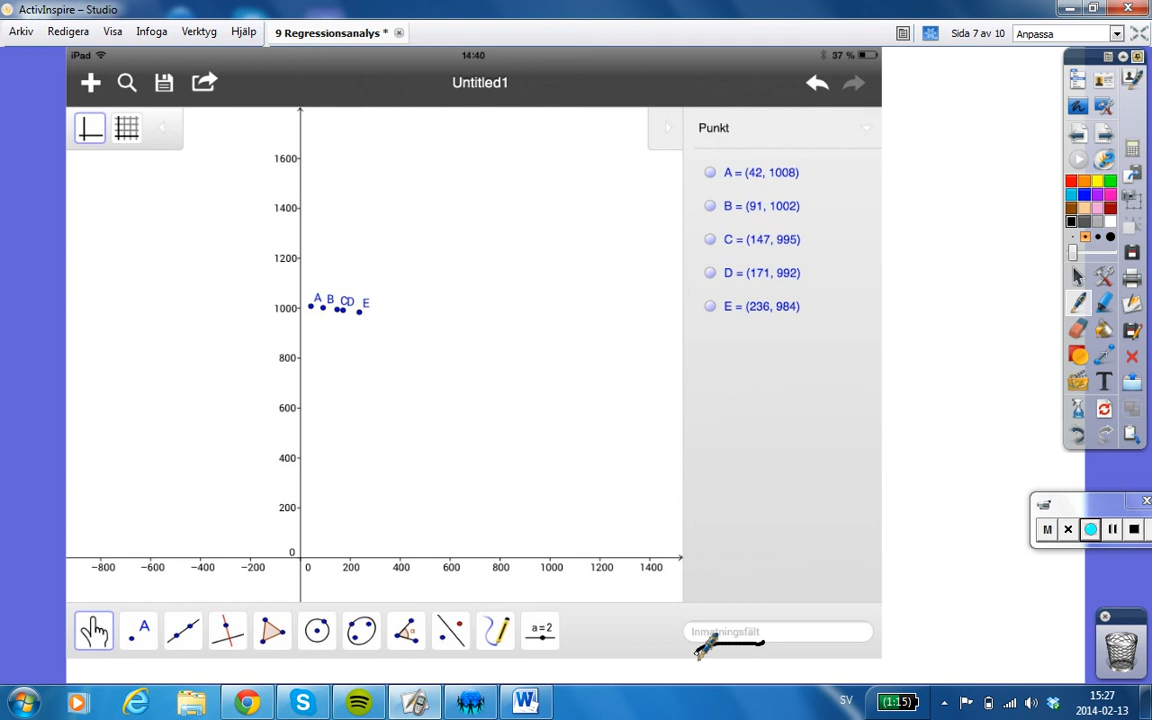 ActivInspire – Studio
Arkiv Redigera Visa Infoga Verktyg Hjälp 9 Regressionsanalys * Sida 7 av 10 Anpassa
iPad 14:40 37 %
Untitled1
Punkt
A = (42, 1008)
B = (91, 1002)
C = (147, 995)
D = (171, 992)
E = (236, 984)
1600
1400
1200
1000
800
600
400
200
0
A B C D E
−800 −600 −400 −200 0 200 400 600 800 1000 1200 1400
A α a=2
Inmatningsfält
M
T
SV (1:15) 15:27
2014-02-13